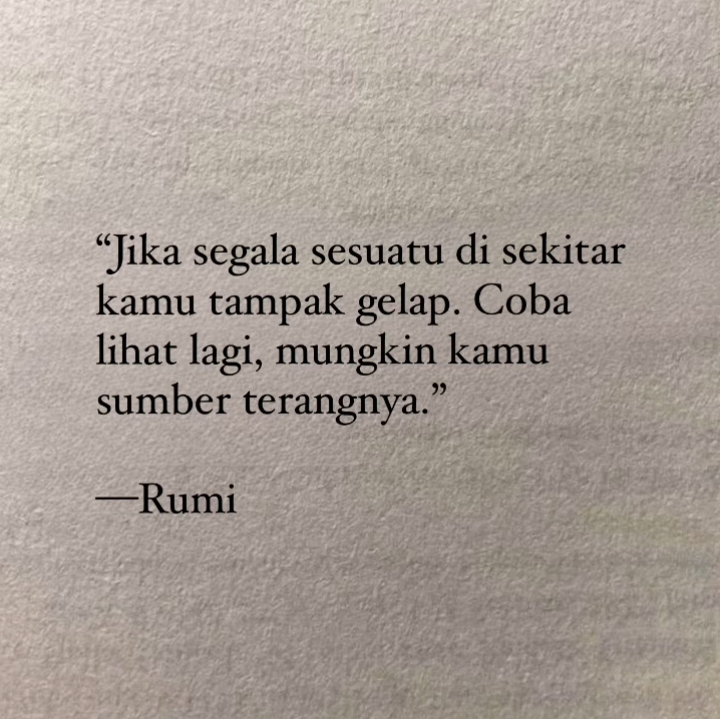 “Jika segala sesuatu di sekitar
kamu tampak gelap. Coba
lihat lagi, mungkin kamu
sumber terangnya.”
—Rumi